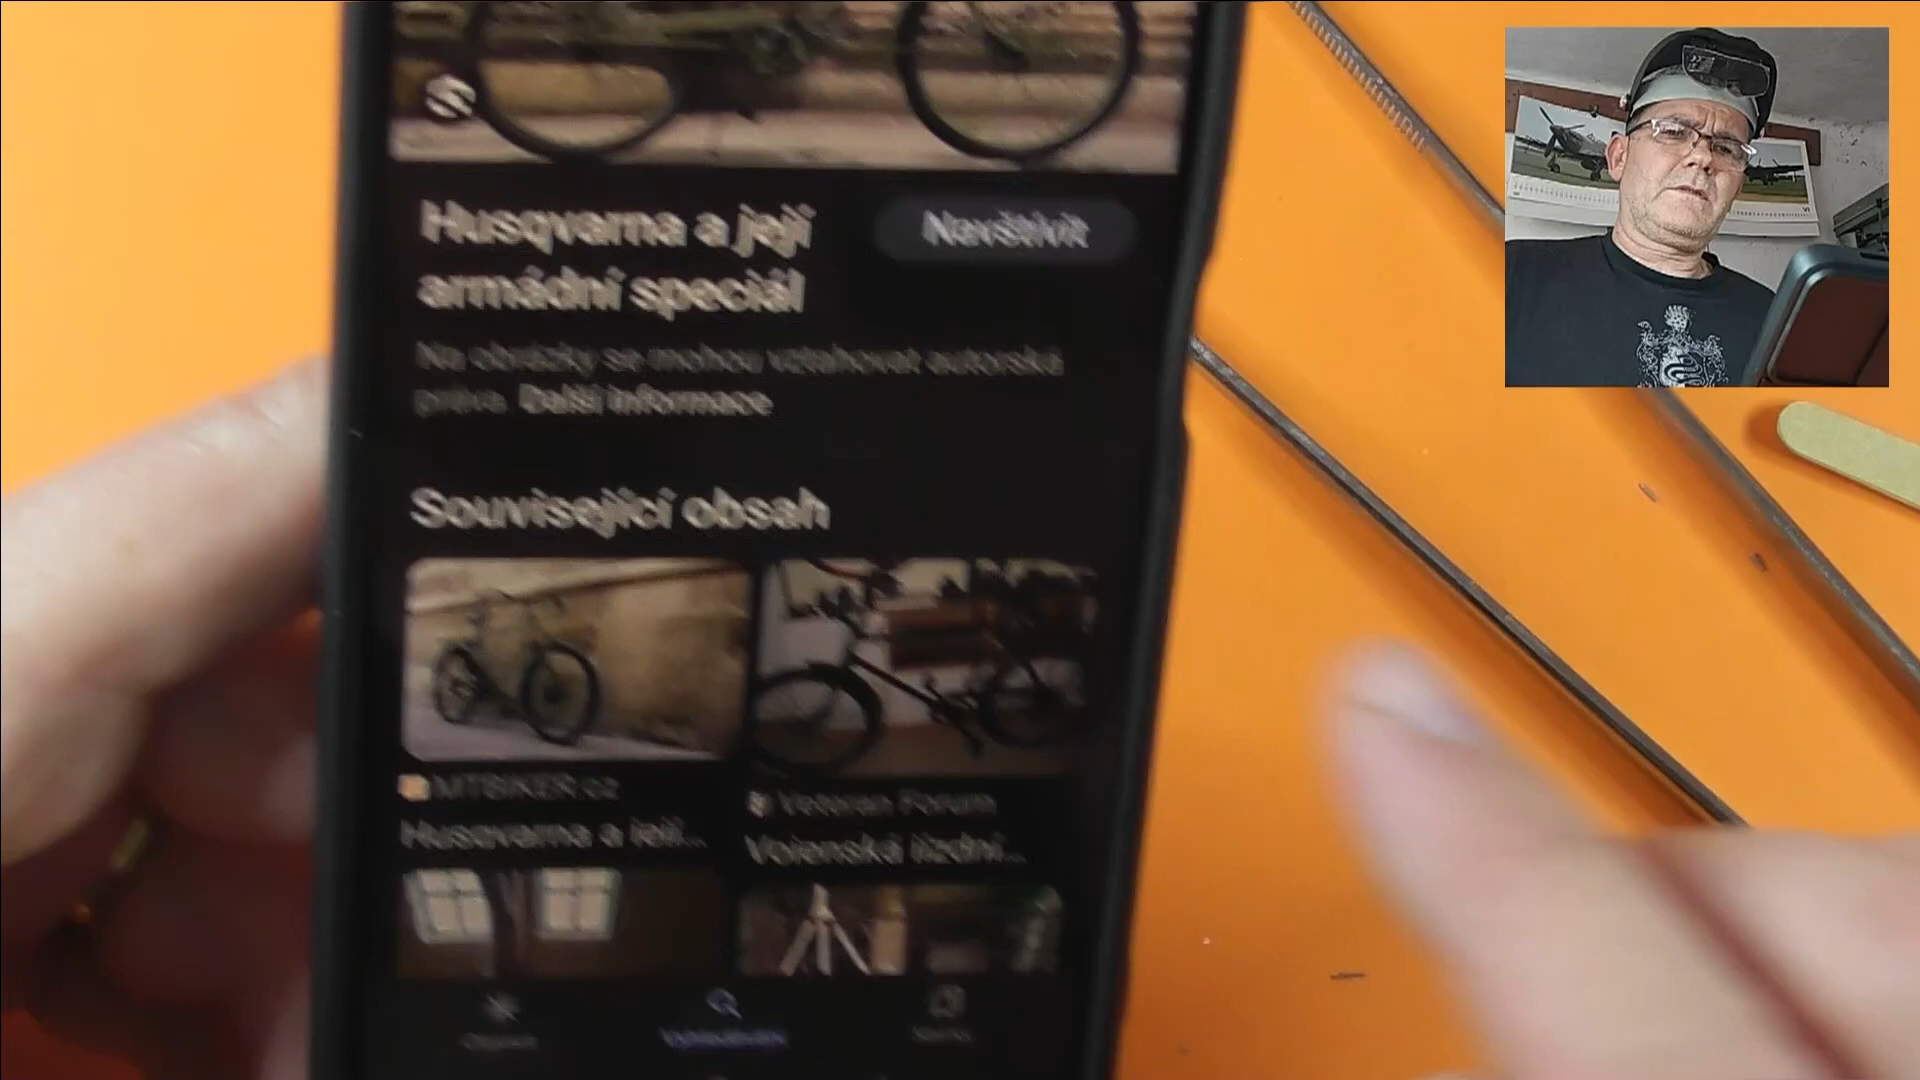 Husqvarna a její
armádní speciál
Navštívit
Na obrázky se mohou vztahovat autorská
práva. Další informace
Související obsah
MTBIKER.cz
Husqvarna a její...
Veteran Forum
Vojenská jízdní...